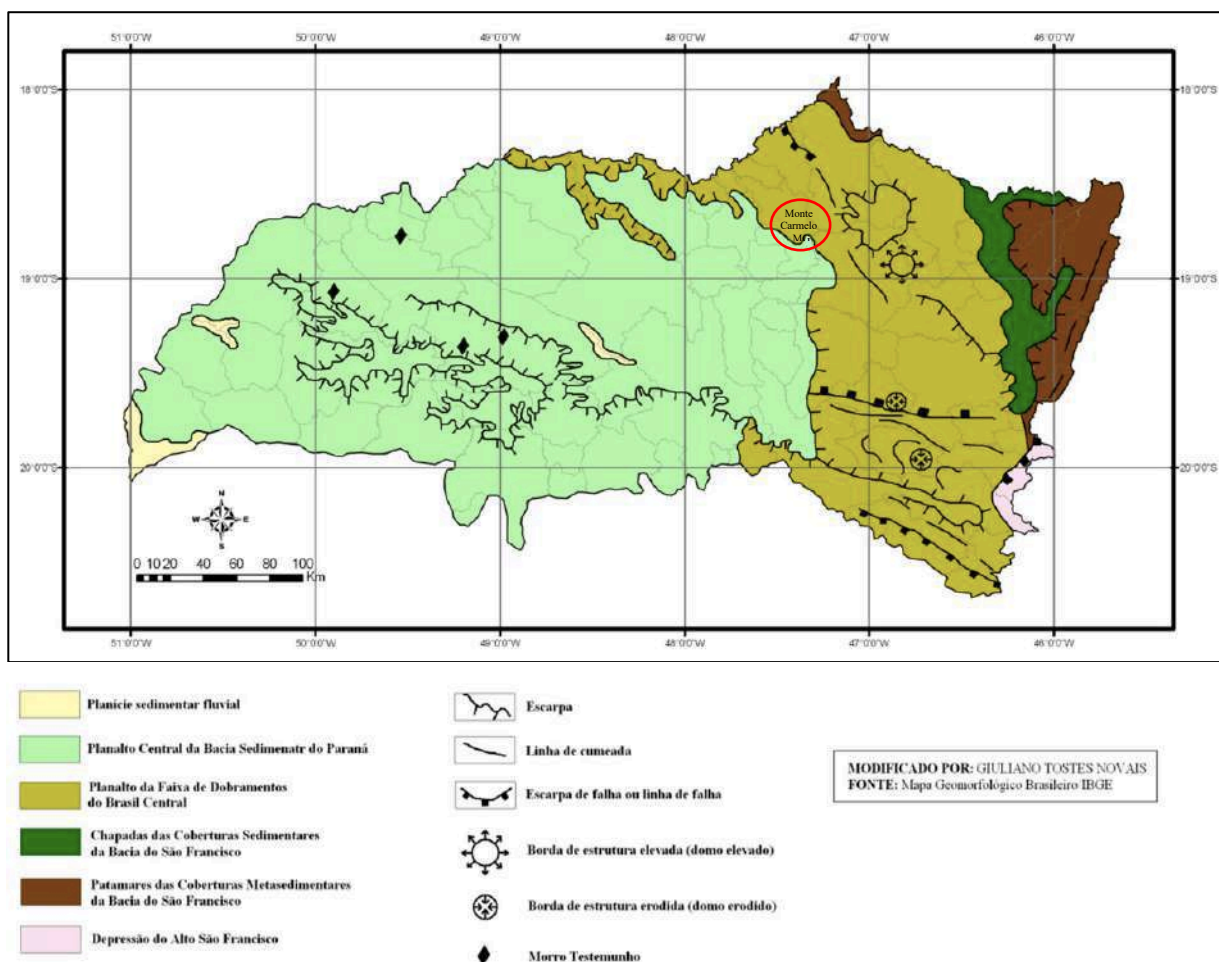 51°0'0"W 50°0'0"W 49°0'0"W 48°0'0"W 47°0'0"W 46°0'0"W
18°0'0"S 18°0'0"S
Monte
Carmelo
MG.
19°0'0"S 19°0'0"S
20°0'0"S 20°0'0"S
N
W E
S
0 10 20 40 60 80 100
Km
51°0'0"W 50°0'0"W 49°0'0"W 48°0'0"W 47°0'0"W 46°0'0"W
Planície sedimentar fluvial
Planalto Central da Bacia Sedimenatr do Paraná
Planalto da Faixa de Dobramentos
do Brasil Central
Chapadas das Coberturas Sedimentares
da Bacia do São Francisco
Patamares das Coberturas Metasedimentares
da Bacia do São Francisco
Depressão do Alto São Francisco
Escarpa
Linha de cumeada
Escarpa de falha ou linha de falha
Borda de estrutura elevada (domo elevado)
Borda de estrutura erodida (domo erodido)
Morro Testemunho
MODIFICADO POR: GIULIANO TOSTES NOVAIS
FONTE: Mapa Geomorfológico Brasileiro IBGE